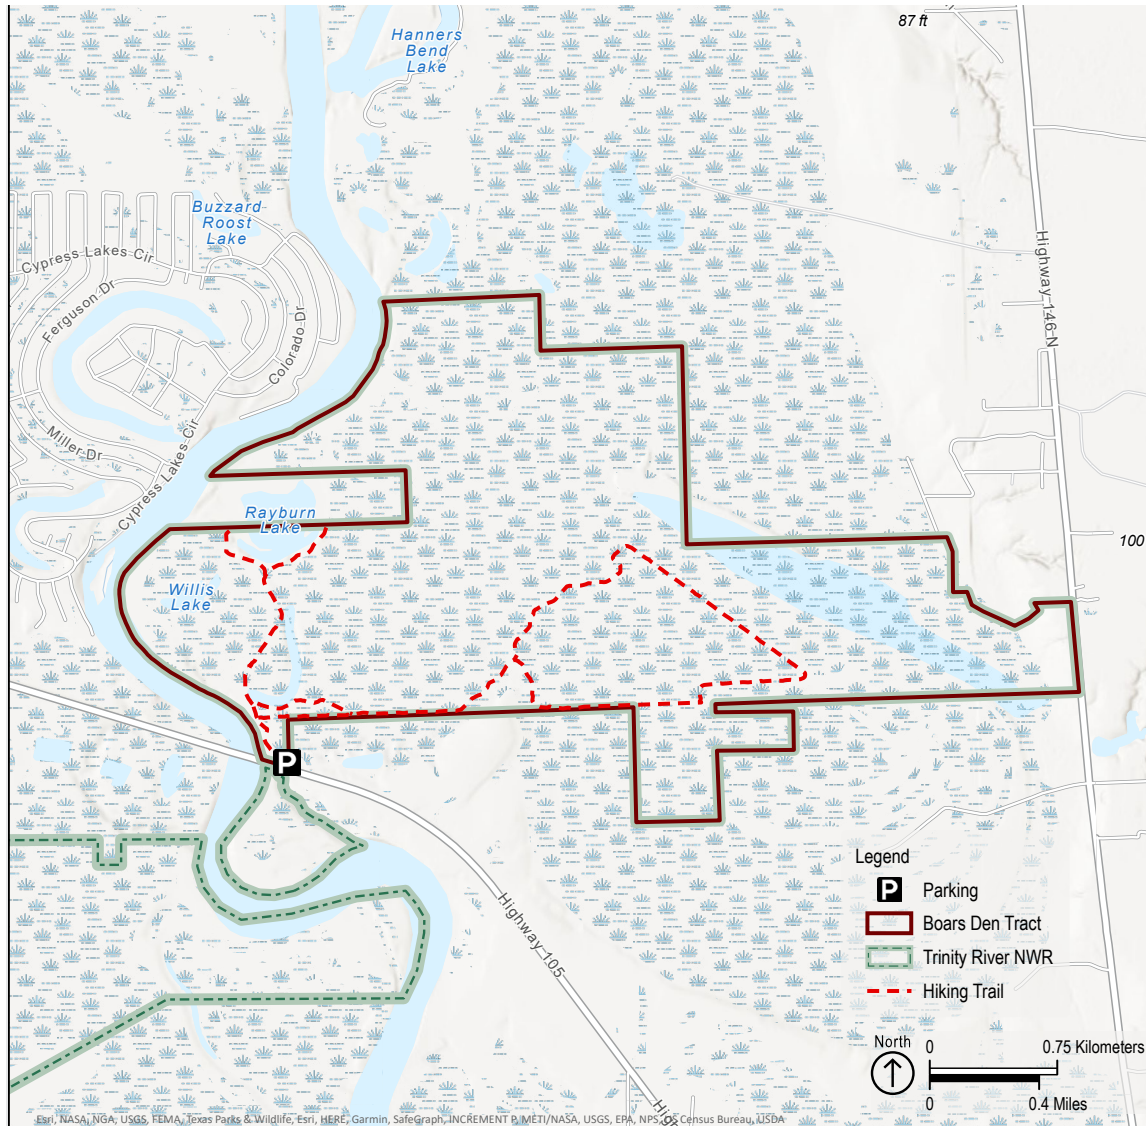 87 ft
Hanners
Bend
Lake
Buzzard
Roost
Lake
Cypress Lakes Cir
Ferguson Dr
Colorado Dr
Highway 146 N
Miller Dr
Cypress Lakes Cir
Rayburn
Lake
100
Willis
Lake
P
Highway 105
Legend
P Parking
Boars Den Tract
Trinity River NWR
Hiking Trail
North
0 0.75 Kilometers
0 0.4 Miles
Esri, NASA, NGA, USGS, FEMA, Texas Parks & Wildlife, Esri, HERE, Garmin, SafeGraph, INCREMENT P, METI/NASA, USGS, EPA, NPS, US Census Bureau, USDA